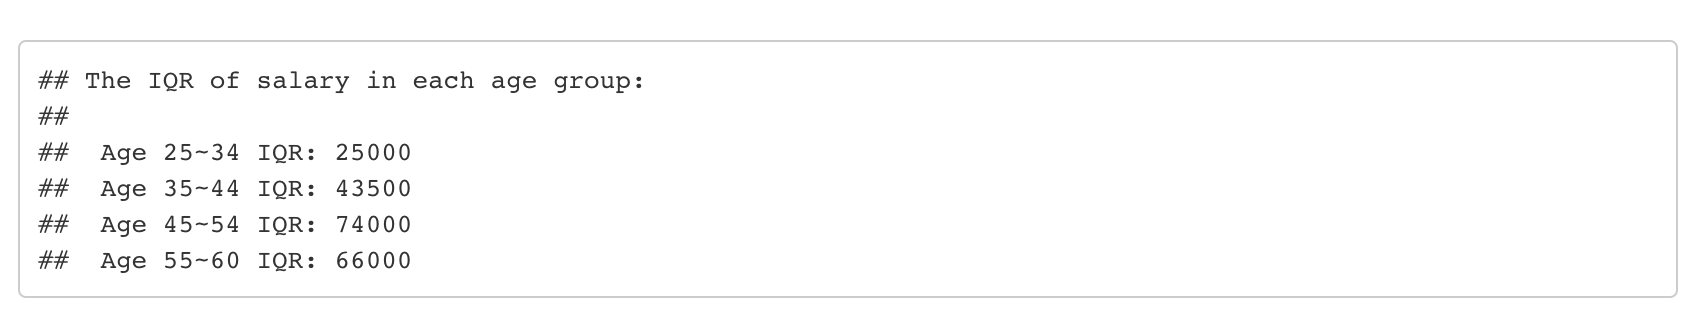 ## The IQR of salary in each age group:
##
##  Age 25~34 IQR: 25000
##  Age 35~44 IQR: 43500
##  Age 45~54 IQR: 74000
##  Age 55~60 IQR: 66000